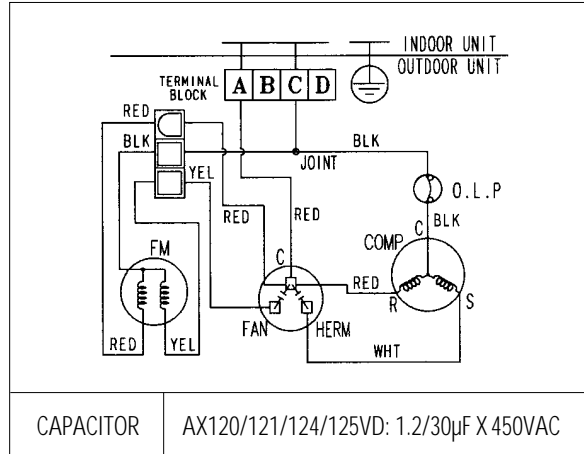 INDOOR UNIT
OUTDOOR UNIT
TERMINAL
BLOCK
A B C D
RED
BLK
YEL
JOINT
BLK
O.L.P
RED
RED
C
BLK
COMP
FM
C
RED
R
S
FAN
HERM
RED
YEL
WHT
CAPACITOR
AX120/121/124/125VD: 1.2/30µF X 450VAC